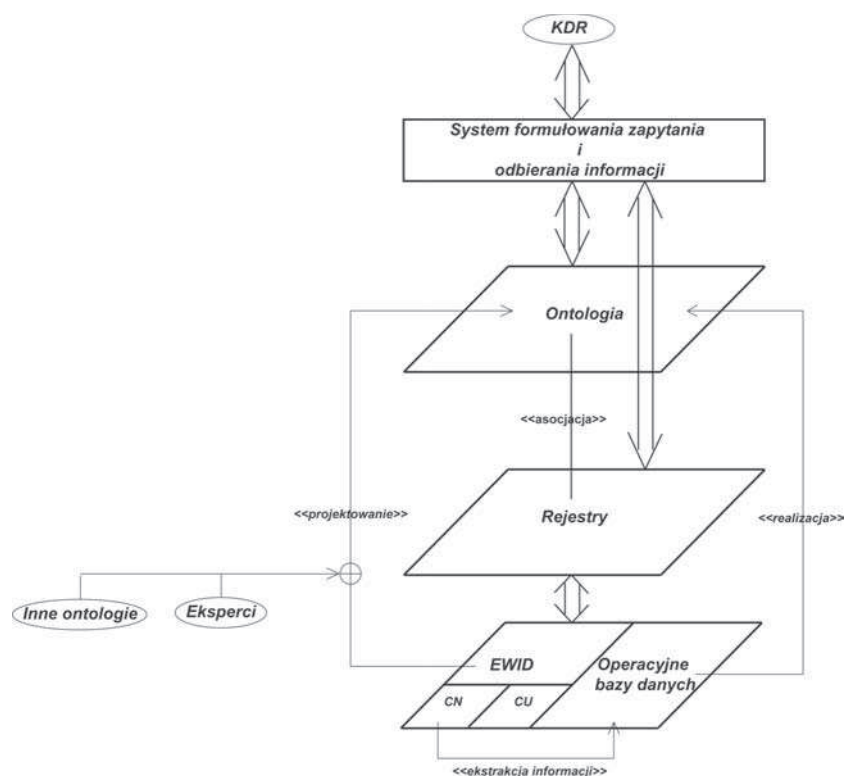 KDR
System formułowania zapytania
i
odbierania informacji
Ontologia
<<asocjacja>>
Rejestry
<<projektowanie>>
<<realizacja>>
Inne ontologie
Eksperci
EWID
Operacyjne
bazy danych
CN
CU
<<ekstrakcja informacji>>